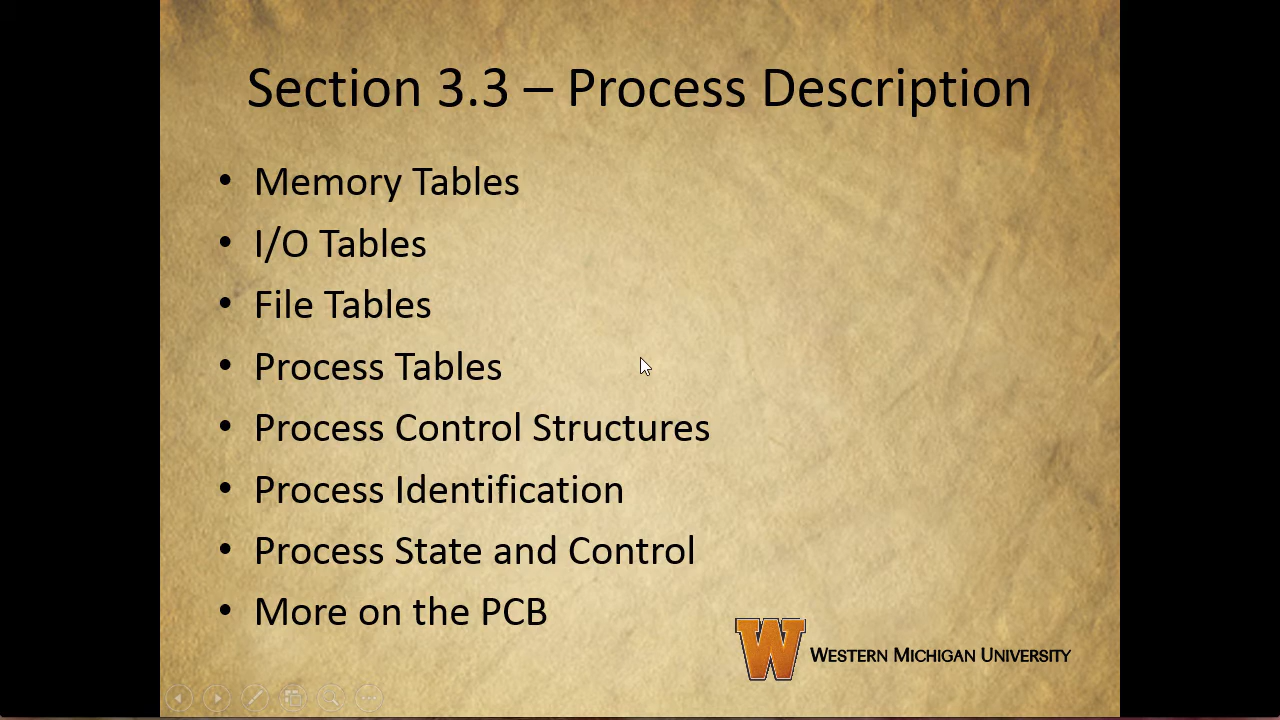 Section 3.3 – Process Description
• Memory Tables
• I/O Tables
• File Tables
• Process Tables
• Process Control Structures
• Process Identification
• Process State and Control
• More on the PCB
W WESTERN MICHIGAN UNIVERSITY